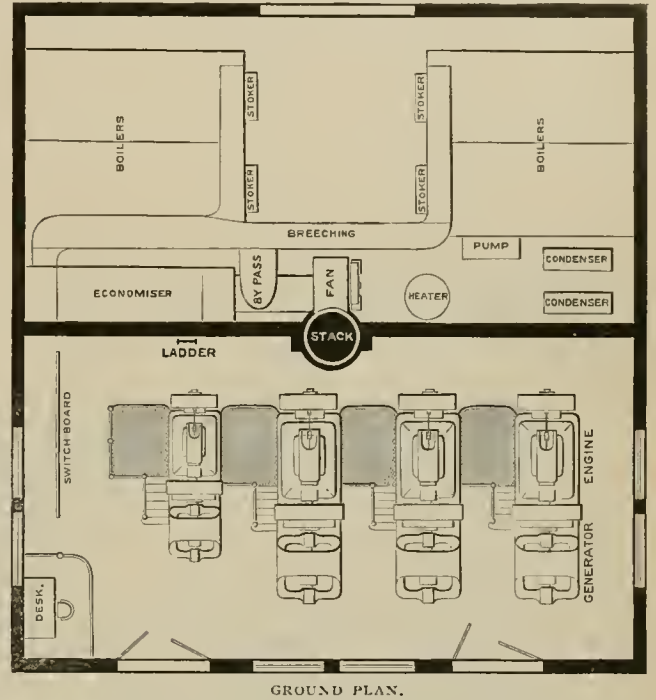 STOKER
STOKER
BOILERS
BOILERS
STOKER
STOKER
BREECHING
PUMP
CONDENSER
BY PASS
FAN
ECONOMISER
HEATER
CONDENSER
STACK
LADDER
SWITCH BOARD
ENGINE
GENERATOR
DESK.
GROUND PLAN.